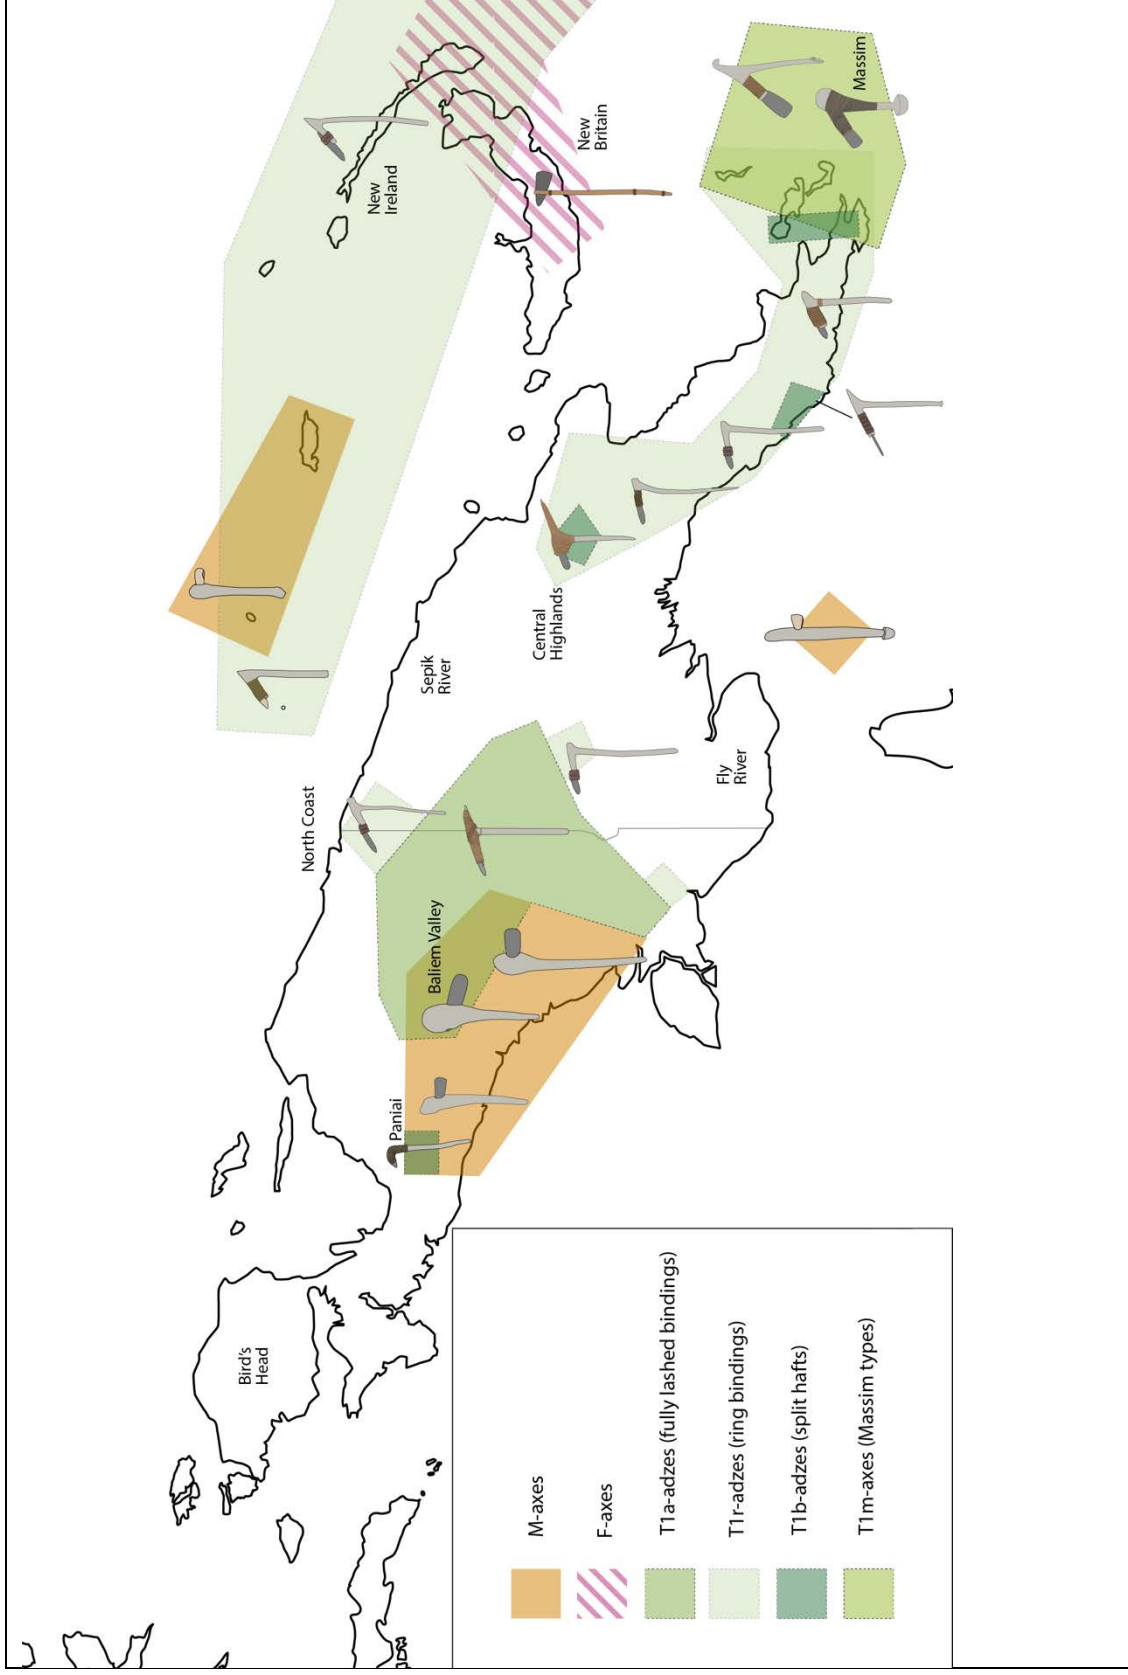 Bird's
Head
Paniai
Baliem Valley
North Coast
Sepik
River
Fly
River
Central
Highlands
New
Ireland
New
Britain
Massim
M-axes
F-axes
T1a-adzes (fully lashed bindings)
T1r-adzes (ring bindings)
T1b-adzes (split hafts)
T1m-axes (Massim types)